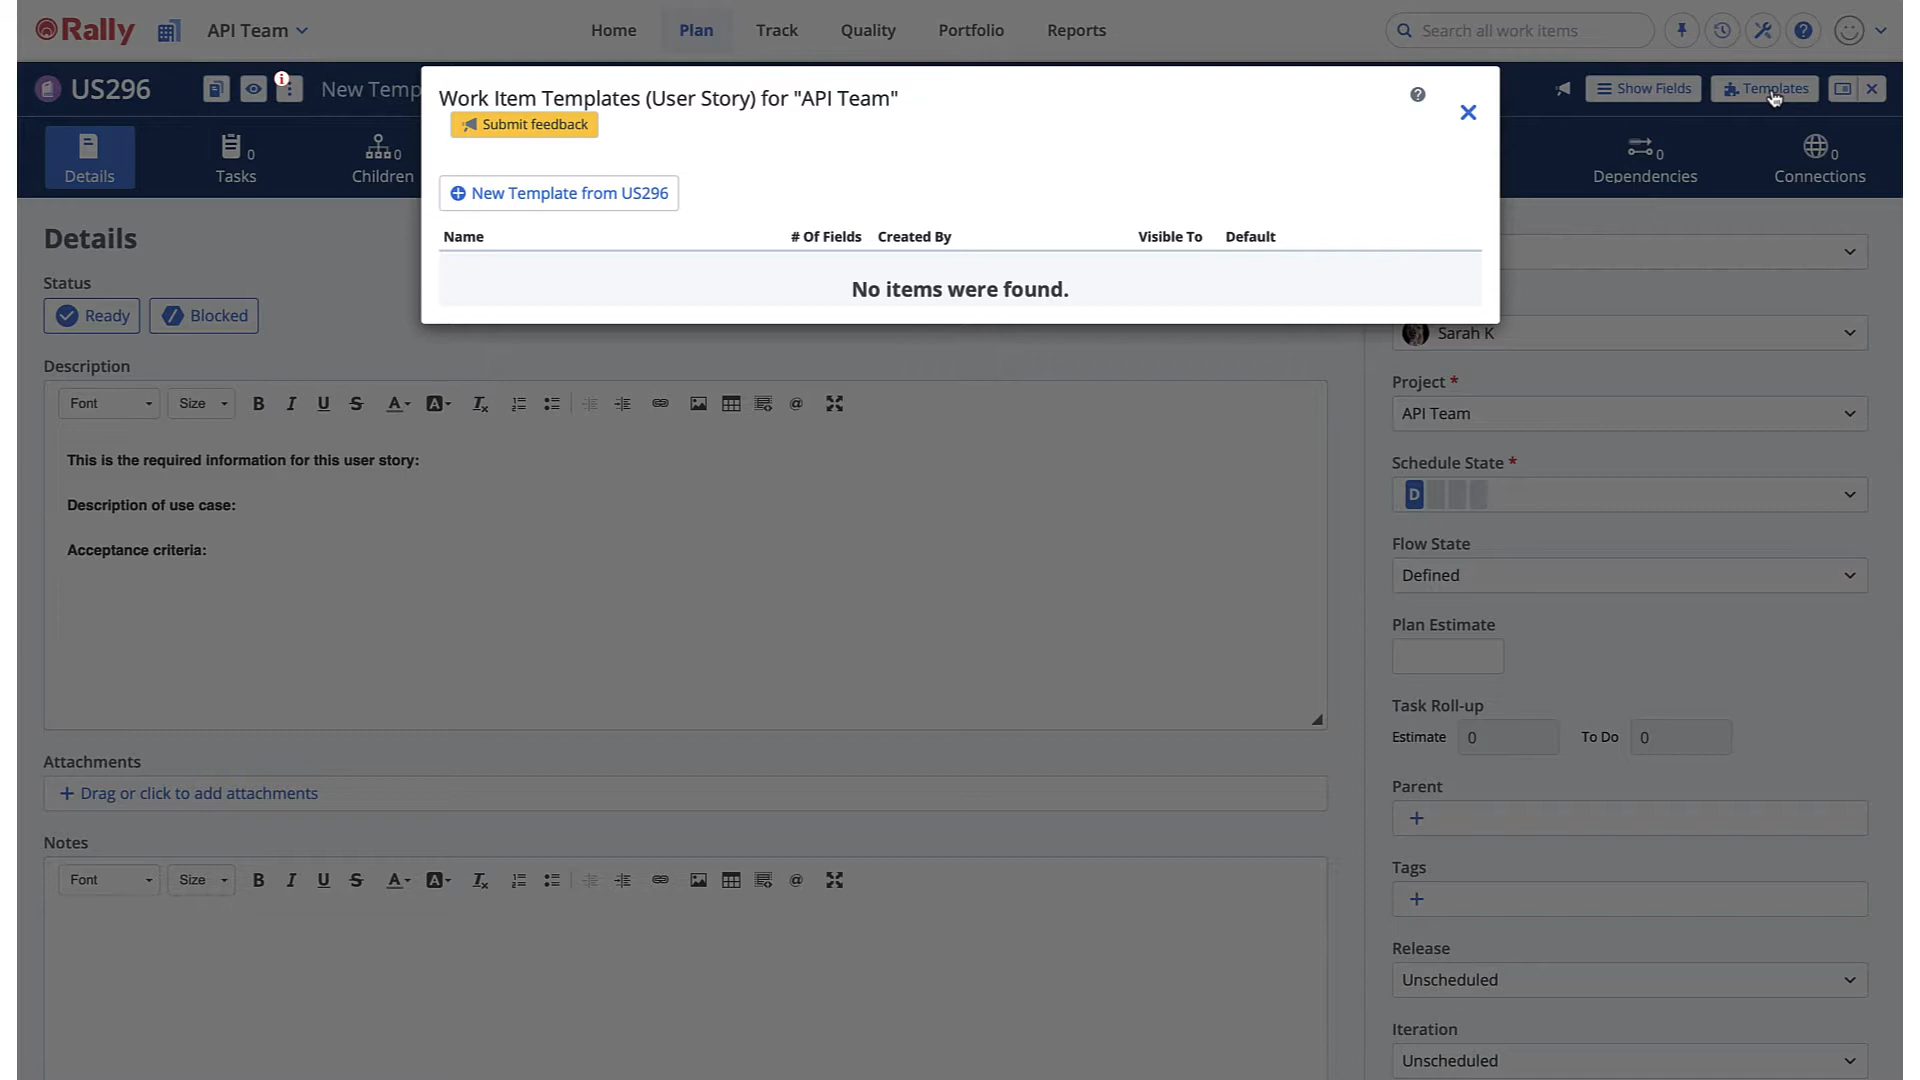 Rally
API Team
Home
Plan
Track
Quality
Portfolio
Reports
Search all work items
US296
New Temp
Show Fields
Templates
Work Item Templates (User Story) for "API Team"
Submit feedback
New Template from US296
Name
# Of Fields
Created By
Visible To
Default
No items were found.
Details
Tasks
0
Children
0
Dependencies
0
Connections
0
Details
Status
Ready
Blocked
Description
Font
Size
This is the required information for this user story:
Description of use case:
Acceptance criteria:
Attachments
+ Drag or click to add attachments
Notes
Font
Size
Sarah K
Project *
API Team
Schedule State *
D
Flow State
Defined
Plan Estimate
Task Roll-up
Estimate
0
To Do
0
Parent
+
Tags
+
Release
Unscheduled
Iteration
Unscheduled